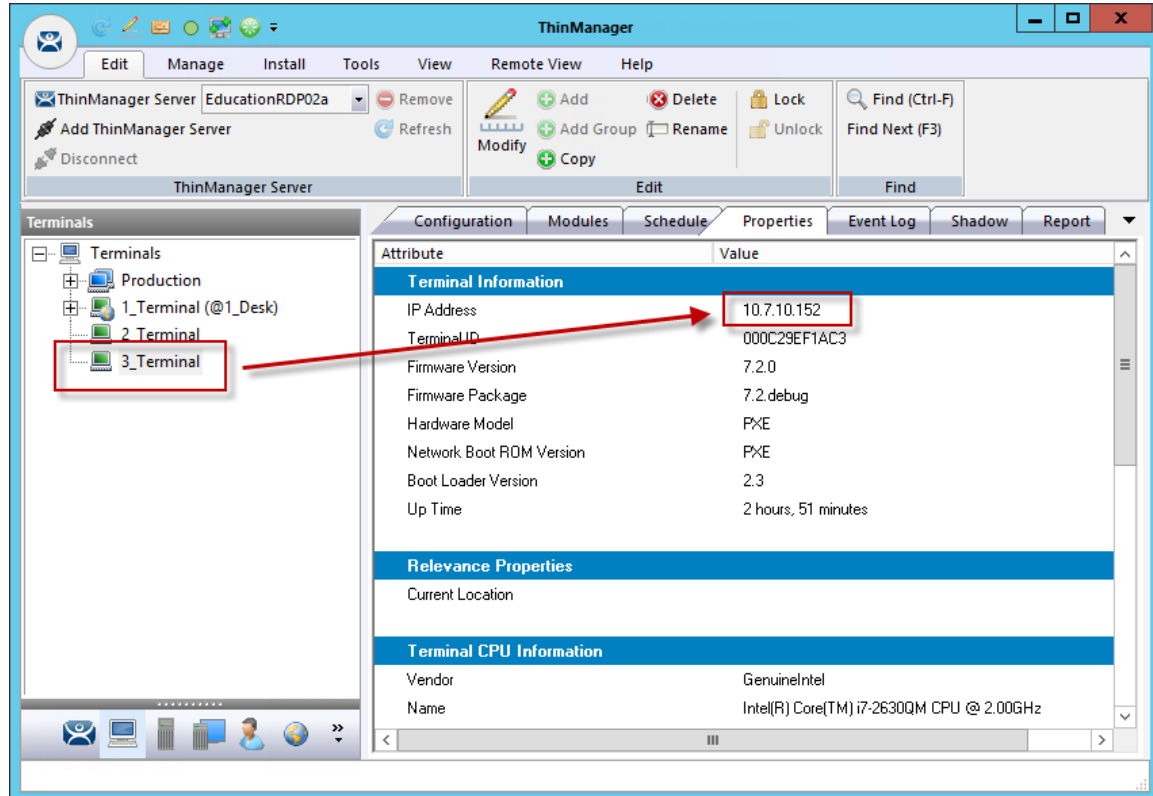 ThinManager
Edit Manage Install Tools View Remote View Help
ThinManager Server EducationRDP02a Remove Add Delete Lock Find (Ctrl-F)
Add ThinManager Server Refresh Modify Add Group Rename Unlock Find Next (F3)
Disconnect Copy
ThinManager Server Edit Find
Terminals
Terminals
Production
1_Terminal (@1_Desk)
2_Terminal
3_Terminal
Configuration Modules Schedule Properties Event Log Shadow Report
Attribute Value
Terminal Information
IP Address 10.7.10.152
Terminal ID 000C29EF1AC3
Firmware Version 7.2.0
Firmware Package 7.2.debug
Hardware Model PXE
Network Boot ROM Version PXE
Boot Loader Version 2.3
Up Time 2 hours, 51 minutes
Relevance Properties
Current Location
Terminal CPU Information
Vendor GenuineIntel
Name Intel(R) Core(TM) i7-2630QM CPU @ 2.00GHz